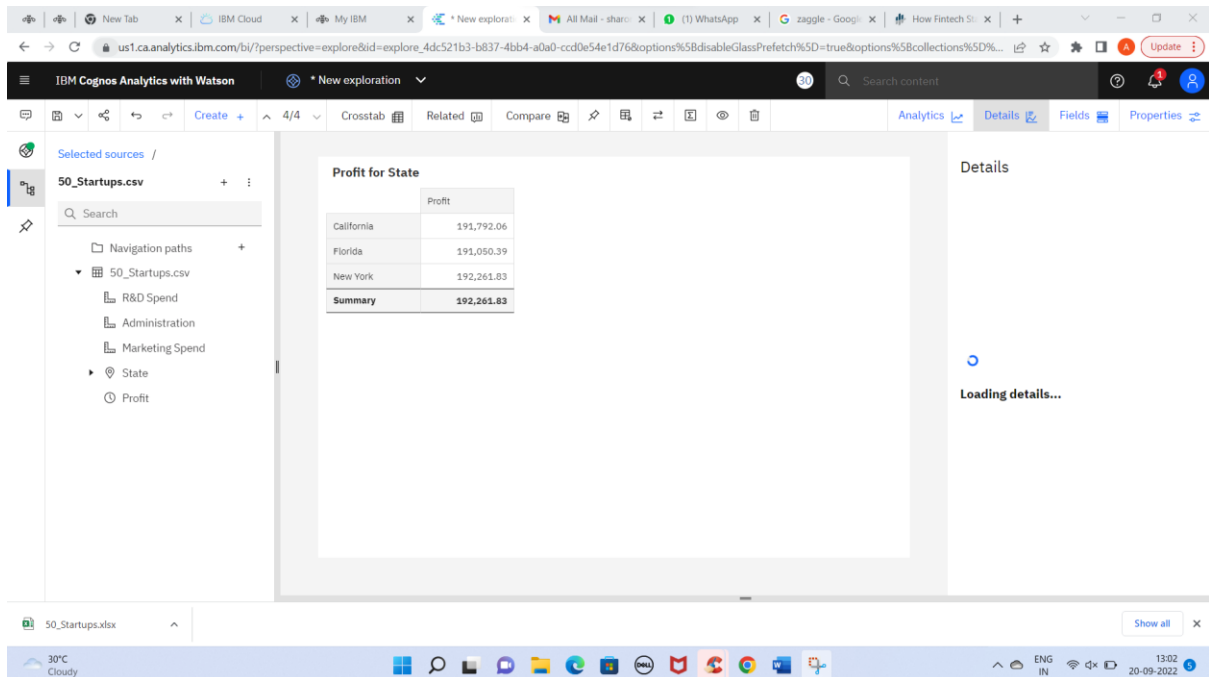 New Tab
IBM Cloud
My IBM
* New explorati
All Mail - sharo
(1) WhatsApp
zaggle - Google
How Fintech St
us1.ca.analytics.ibm.com/bi/?perspective=explore&id=explore_4dc521b3-b837-4bb4-a0a0-ccd0e54e1d76&options%5BdisableGlassPrefetch%5D=true&options%5Bcollections%5D%...
A
Update
IBM Cognos Analytics with Watson
* New exploration
30
Search content
1
Create +
4/4
Crosstab
Related
Compare
Analytics
Details
Fields
Properties
Selected sources /
50_Startups.csv
Search
Navigation paths
50_Startups.csv
R&D Spend
Administration
Marketing Spend
State
Profit
Profit for State
Profit
California 191,792.06
Florida 191,050.39
New York 192,261.83
Summary 192,261.83
Details
Loading details...
50_Startups.xlsx
Show all
30°C
Cloudy
DELL
W
ENG
IN
13:02
20-09-2022
5